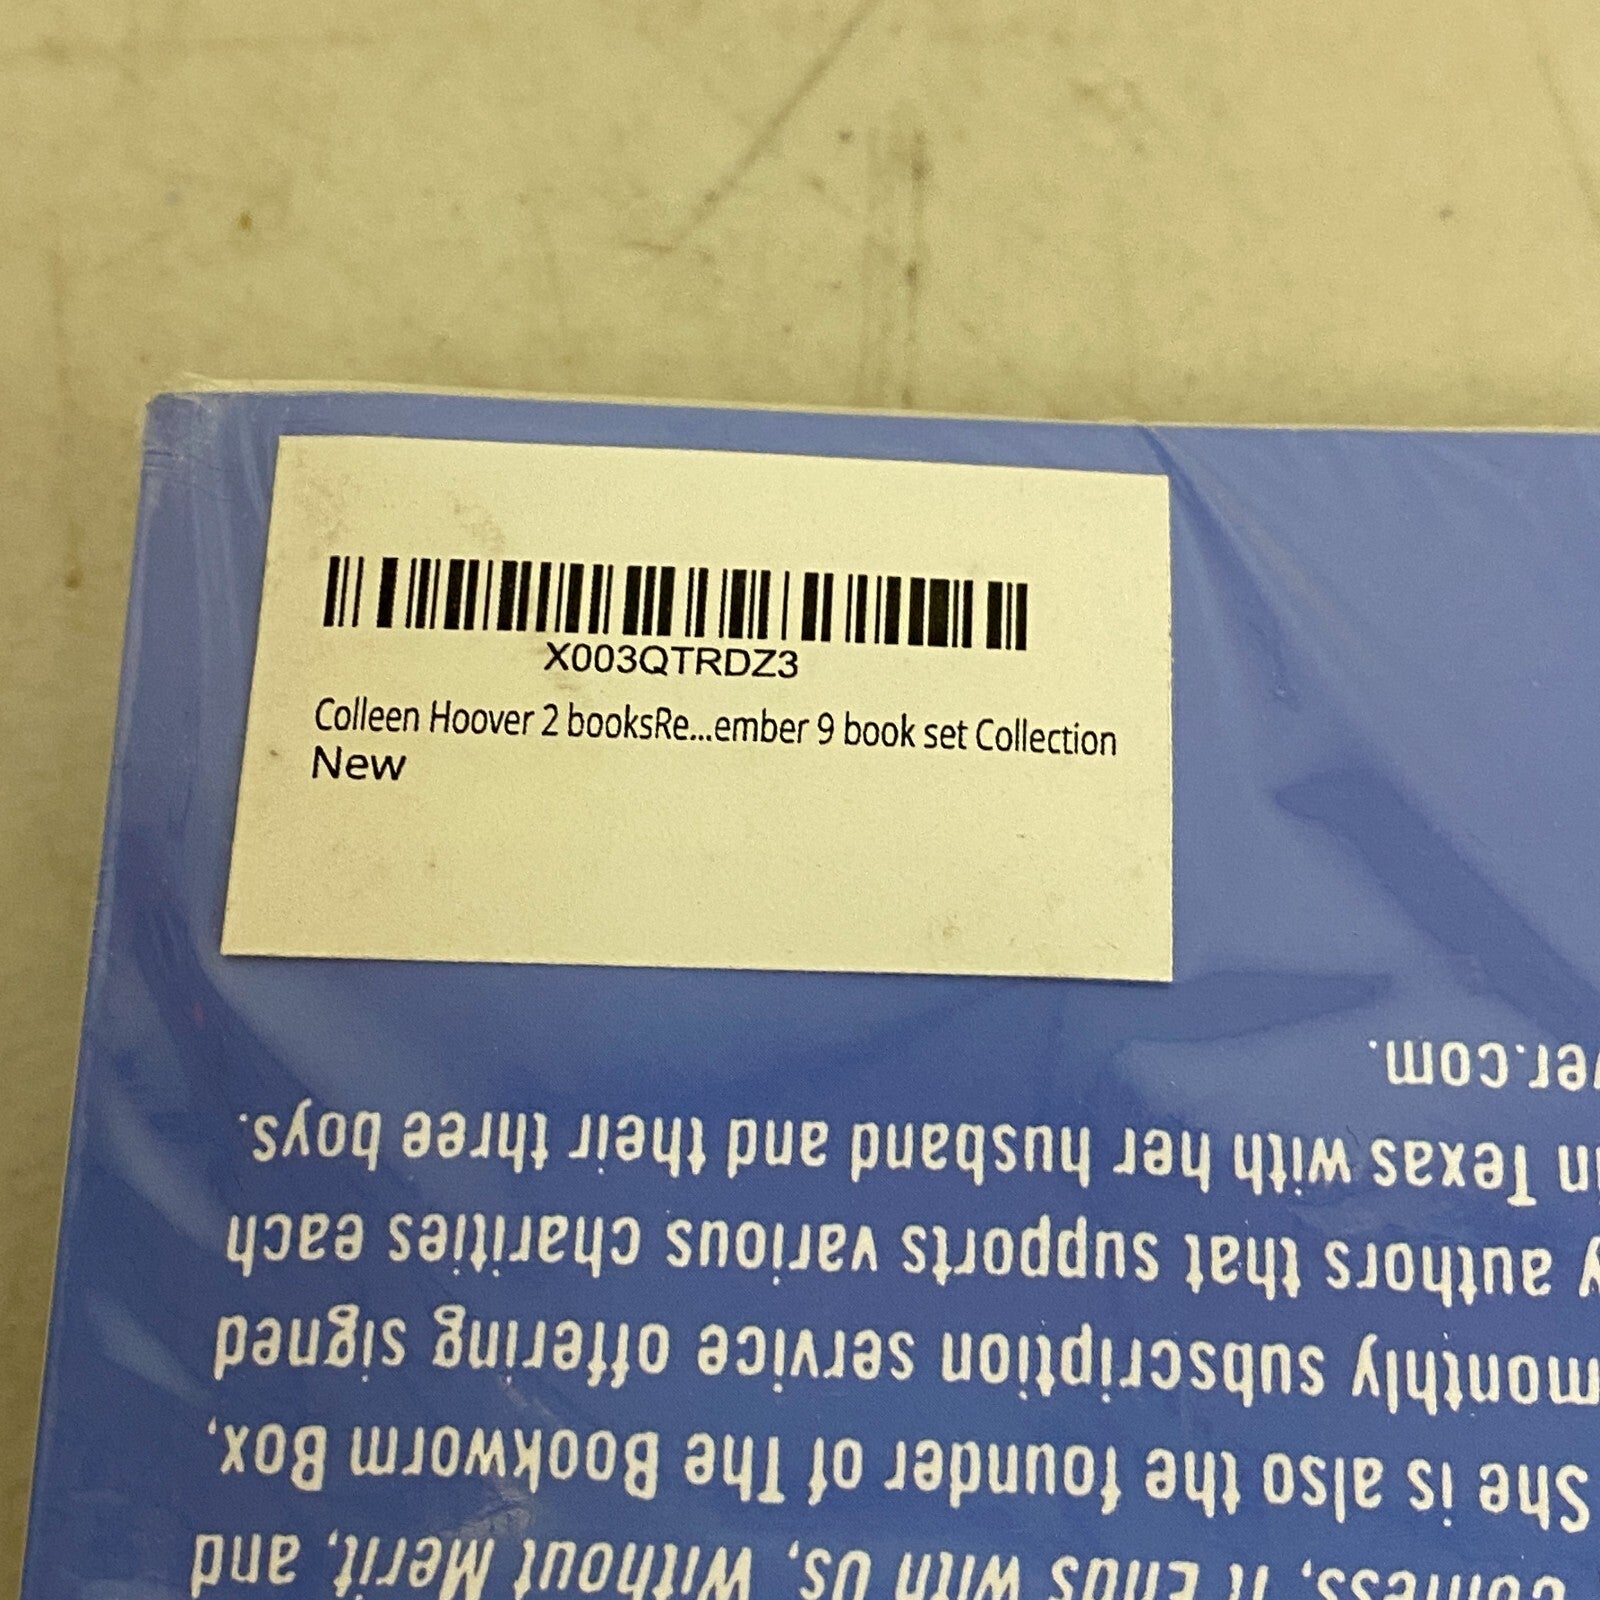 X003QTRDZ3
Colleen Hoover 2 booksRe...ember 9 book set Collection
New
Confess, It Ends With Us, Without Merit, and
She is also the founder of The Bookworm Box,
monthly subscription service offering signed
authors that supports various charities each
in Texas with her husband and their three boys.
ver.com.